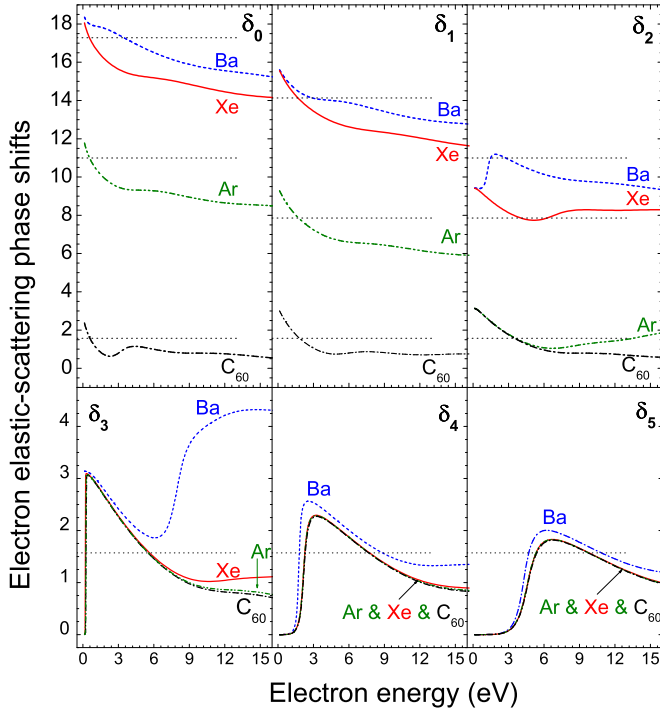 Electron elastic-scattering phase shifts
18
16
14
12
10
8
6
4
2
0
δ0
Ba
Xe
Ar
C60
δ1
Ba
Xe
Ar
C60
δ2
Ba
Xe
Ar
C60
4
3
2
1
0
δ3
Ba
Xe
Ar
C60
δ4
Ba
Ar & Xe & C60
δ5
Ba
Ar & Xe & C60
0 3 6 9 12 15
0 3 6 9 12 15
0 3 6 9 12 15
Electron energy (eV)